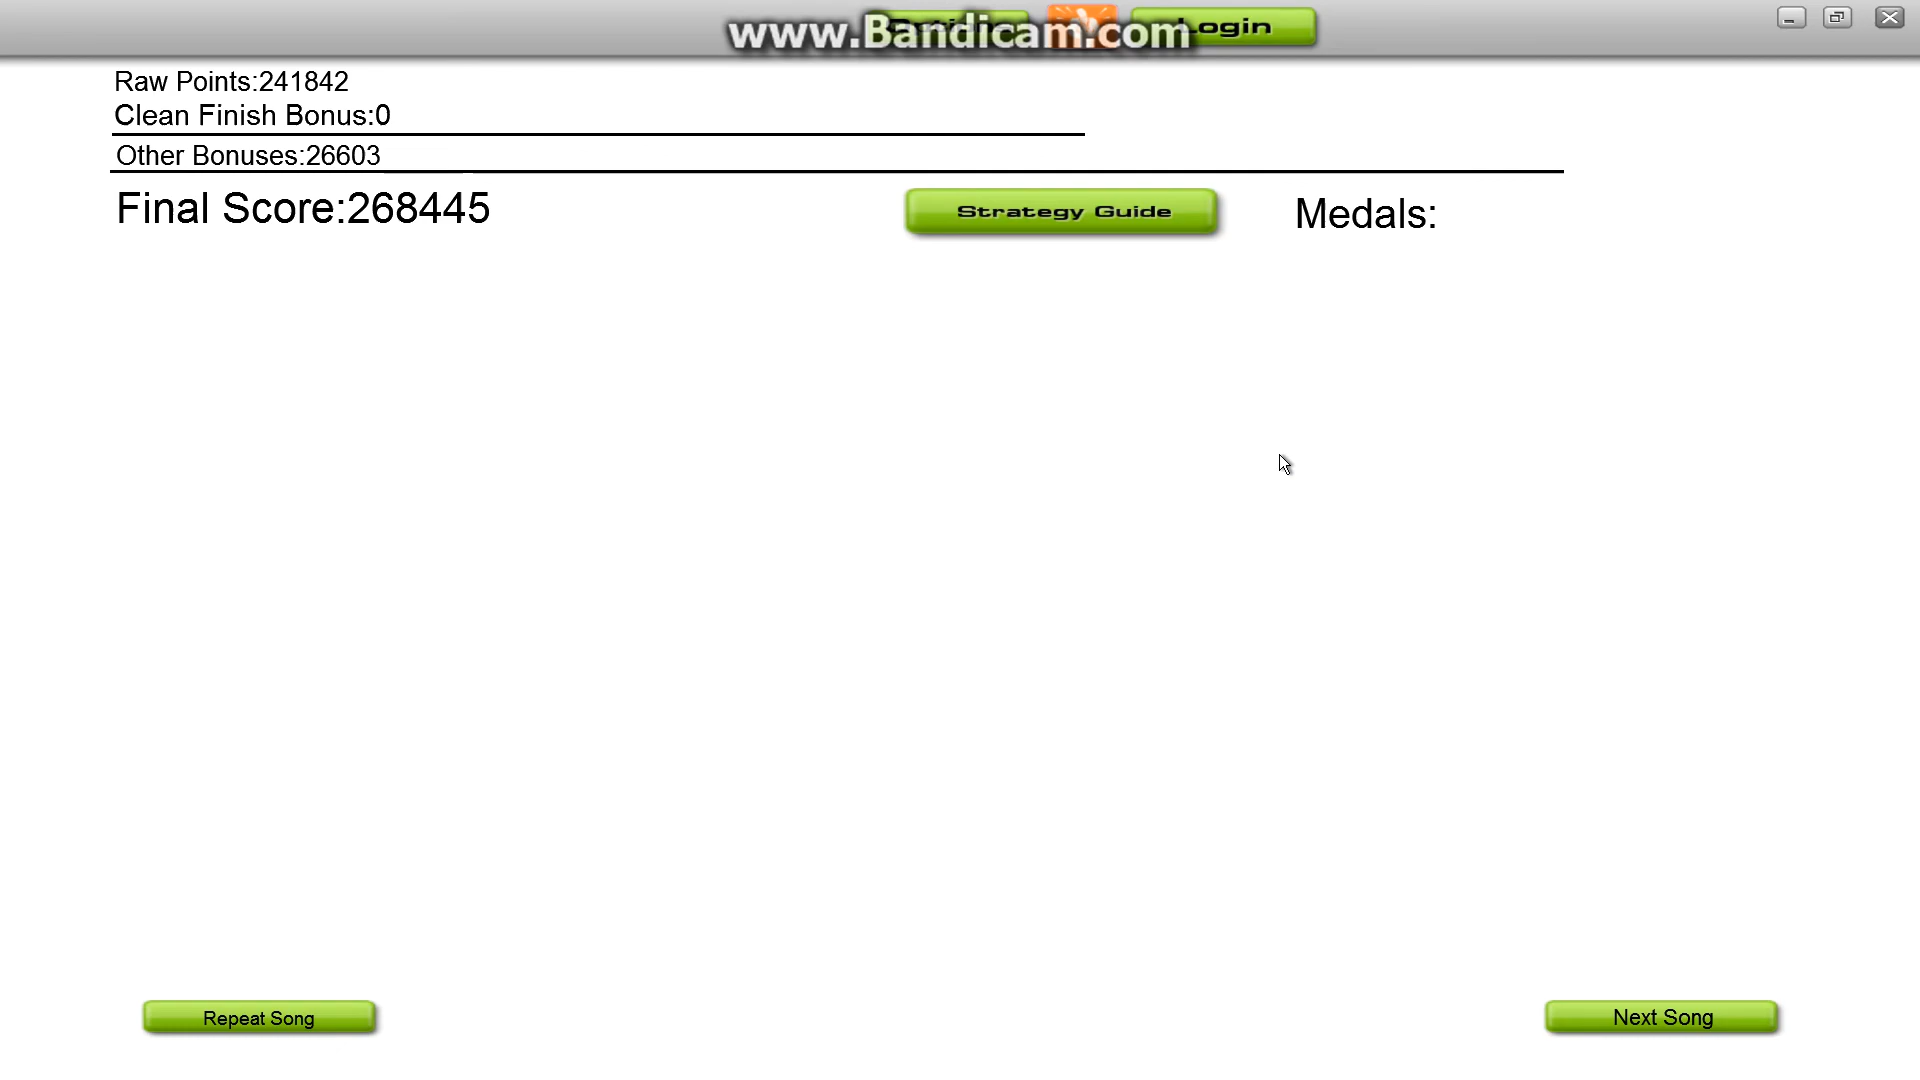 www.Bandicam.com
Login
Raw Points:241842
Clean Finish Bonus:0
Other Bonuses:26603
Final Score:268445
Strategy Guide
Medals:
Repeat Song
Next Song